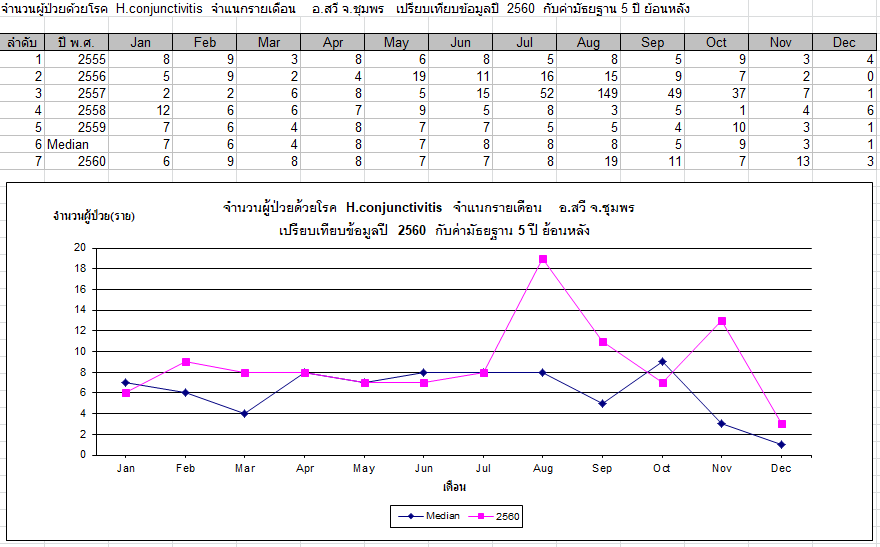 จำนวนผู้ป่วยด้วยโรค H.conjunctivitis จำแนกรายเดือน อ.สวี จ.ชุมพร เปรียบเทียบข้อมูลปี 2560 กับค่ามัธยฐาน 5 ปี ย้อนหลัง
ลำดับ ปี พ.ศ. Jan Feb Mar Apr May Jun Jul Aug Sep Oct Nov Dec
1 2555 8 9 3 8 6 8 5 8 5 9 3 4
2 2556 5 9 2 4 19 11 16 15 9 7 2 0
3 2557 2 2 6 8 5 15 52 149 49 37 7 1
4 2558 12 6 6 7 9 5 8 3 5 1 4 6
5 2559 7 6 4 8 7 7 5 5 4 10 3 1
6 Median 7 6 4 8 7 8 8 8 5 9 3 1
7 2560 6 9 8 8 7 7 8 19 11 7 13 3
จำนวนผู้ป่วยด้วยโรค H.conjunctivitis จำแนกรายเดือน อ.สวี จ.ชุมพร
เปรียบเทียบข้อมูลปี 2560 กับค่ามัธยฐาน 5 ปี ย้อนหลัง
จำนวนผู้ป่วย(ราย)
20
18
16
14
12
10
8
6
4
2
0
Jan Feb Mar Apr May Jun Jul Aug Sep Oct Nov Dec
เดือน
Median 2560